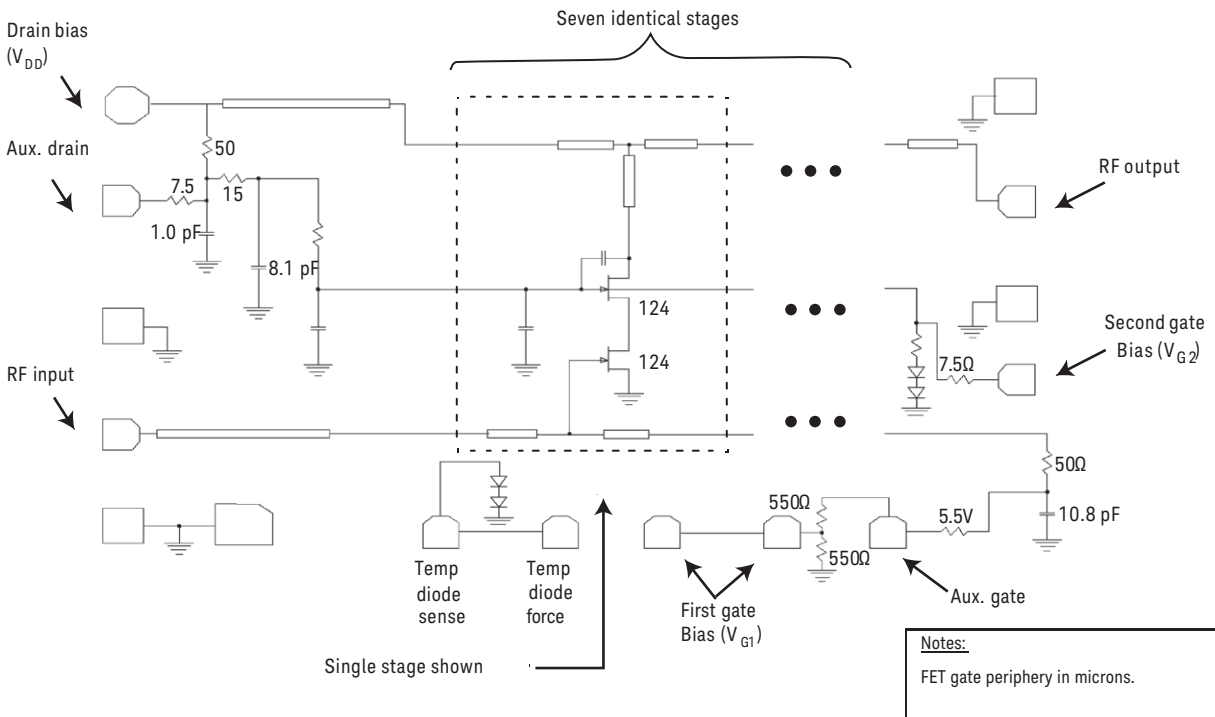 Seven identical stages
Drain bias
(V_DD)
Aux. drain
50
7.5
15
1.0 pF
8.1 pF
RF output
124
124
Second gate
Bias (V_G2)
7.5Ω
RF input
50Ω
550Ω
5.5V
10.8 pF
550Ω
Temp
diode
sense
Temp
diode
force
First gate
Bias (V_G1)
Aux. gate
Single stage shown
Notes:
FET gate periphery in microns.